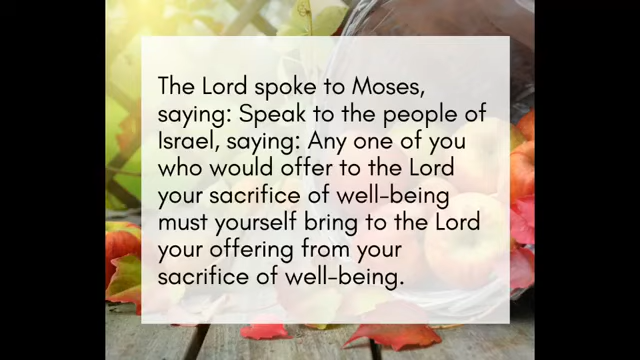 The Lord spoke to Moses,
saying: Speak to the people of
Israel, saying: Any one of you
who would offer to the Lord
your sacrifice of well-being
must yourself bring to the Lord
your offering from your
sacrifice of well-being.